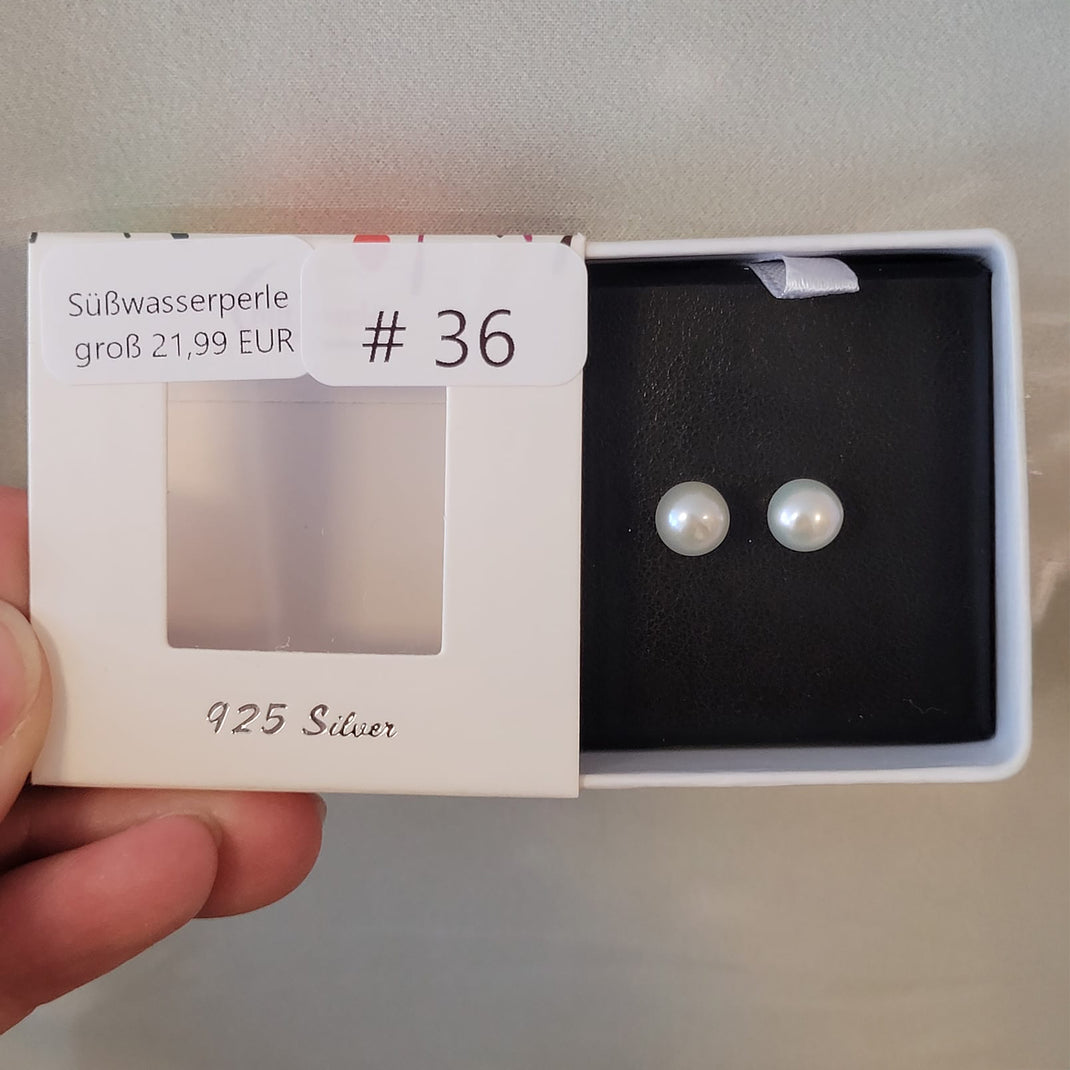 Süßwasserperle
groß 21,99 EUR
# 36
925 Silver